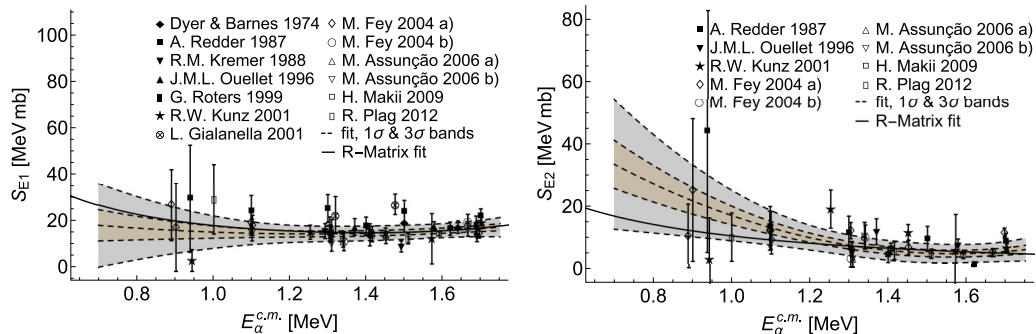 ◆ Dyer & Barnes 1974
■ A. Redder 1987
▼ R.M. Kremer 1988
▲ J.M.L. Ouellet 1996
■ G. Roters 1999
★ R.W. Kunz 2001
⊗ L. Gialanella 2001
◇ M. Fey 2004 a)
○ M. Fey 2004 b)
△ M. Assunção 2006 a)
▽ M. Assunção 2006 b)
□ H. Makii 2009
▯ R. Plag 2012
---- fit, 1σ & 3σ bands
— R−Matrix fit
100
80
60
40
20
0
S_E1 [MeV mb]
0.8 1.0 1.2 1.4 1.6
E_α^c.m. [MeV]
■ A. Redder 1987
▼ J.M.L. Ouellet 1996
★ R.W. Kunz 2001
◇ M. Fey 2004 a)
○ M. Fey 2004 b)
△ M. Assunção 2006 a)
▽ M. Assunção 2006 b)
□ H. Makii 2009
▯ R. Plag 2012
---- fit, 1σ & 3σ bands
— R−Matrix fit
80
60
40
20
0
S_E2 [MeV mb]
0.8 1.0 1.2 1.4 1.6
E_α^c.m. [MeV]